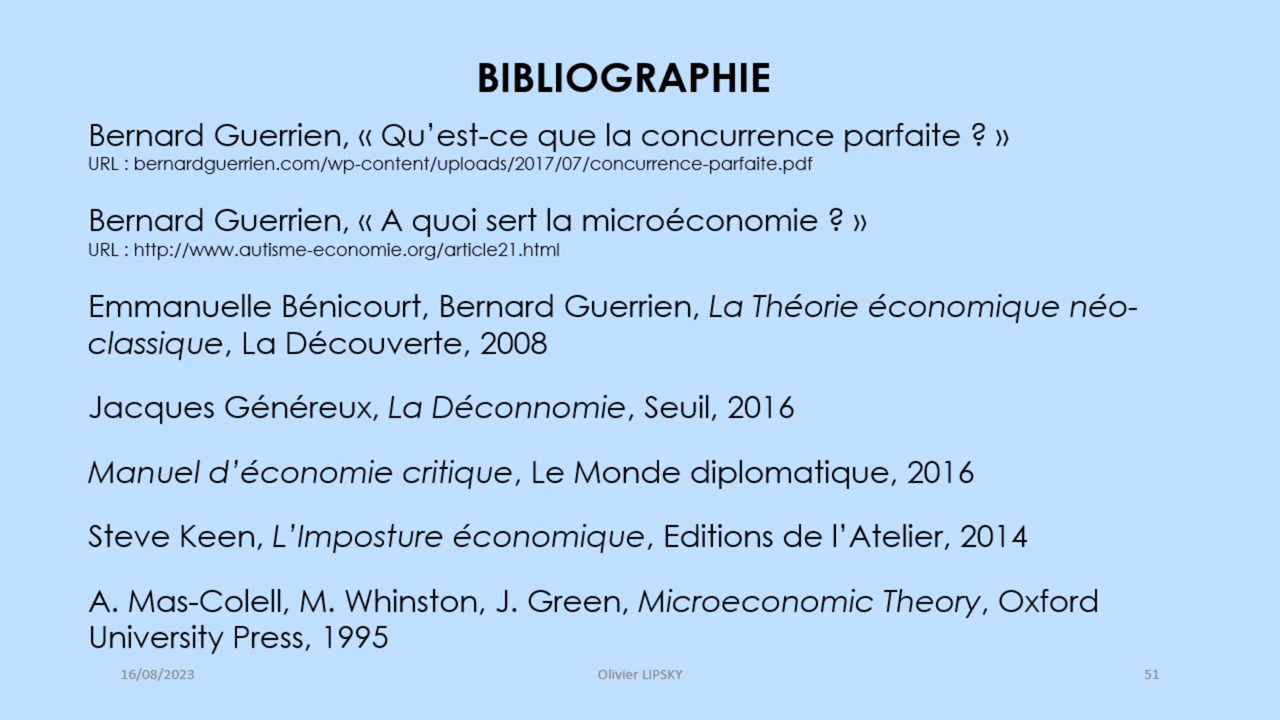 BIBLIOGRAPHIE
Bernard Guerrien, « Qu’est-ce que la concurrence parfaite ? »
URL : bernardguerrien.com/wp-content/uploads/2017/07/concurrence-parfaite.pdf
Bernard Guerrien, « A quoi sert la microéconomie ? »
URL : http://www.autisme-economie.org/article21.html
Emmanuelle Bénicourt, Bernard Guerrien, La Théorie économique néo-
classique, La Découverte, 2008
Jacques Généreux, La Déconnomie, Seuil, 2016
Manuel d’économie critique, Le Monde diplomatique, 2016
Steve Keen, L’Imposture économique, Editions de l’Atelier, 2014
A. Mas-Colell, M. Whinston, J. Green, Microeconomic Theory, Oxford
University Press, 1995
16/08/2023 Olivier LIPSKY 51